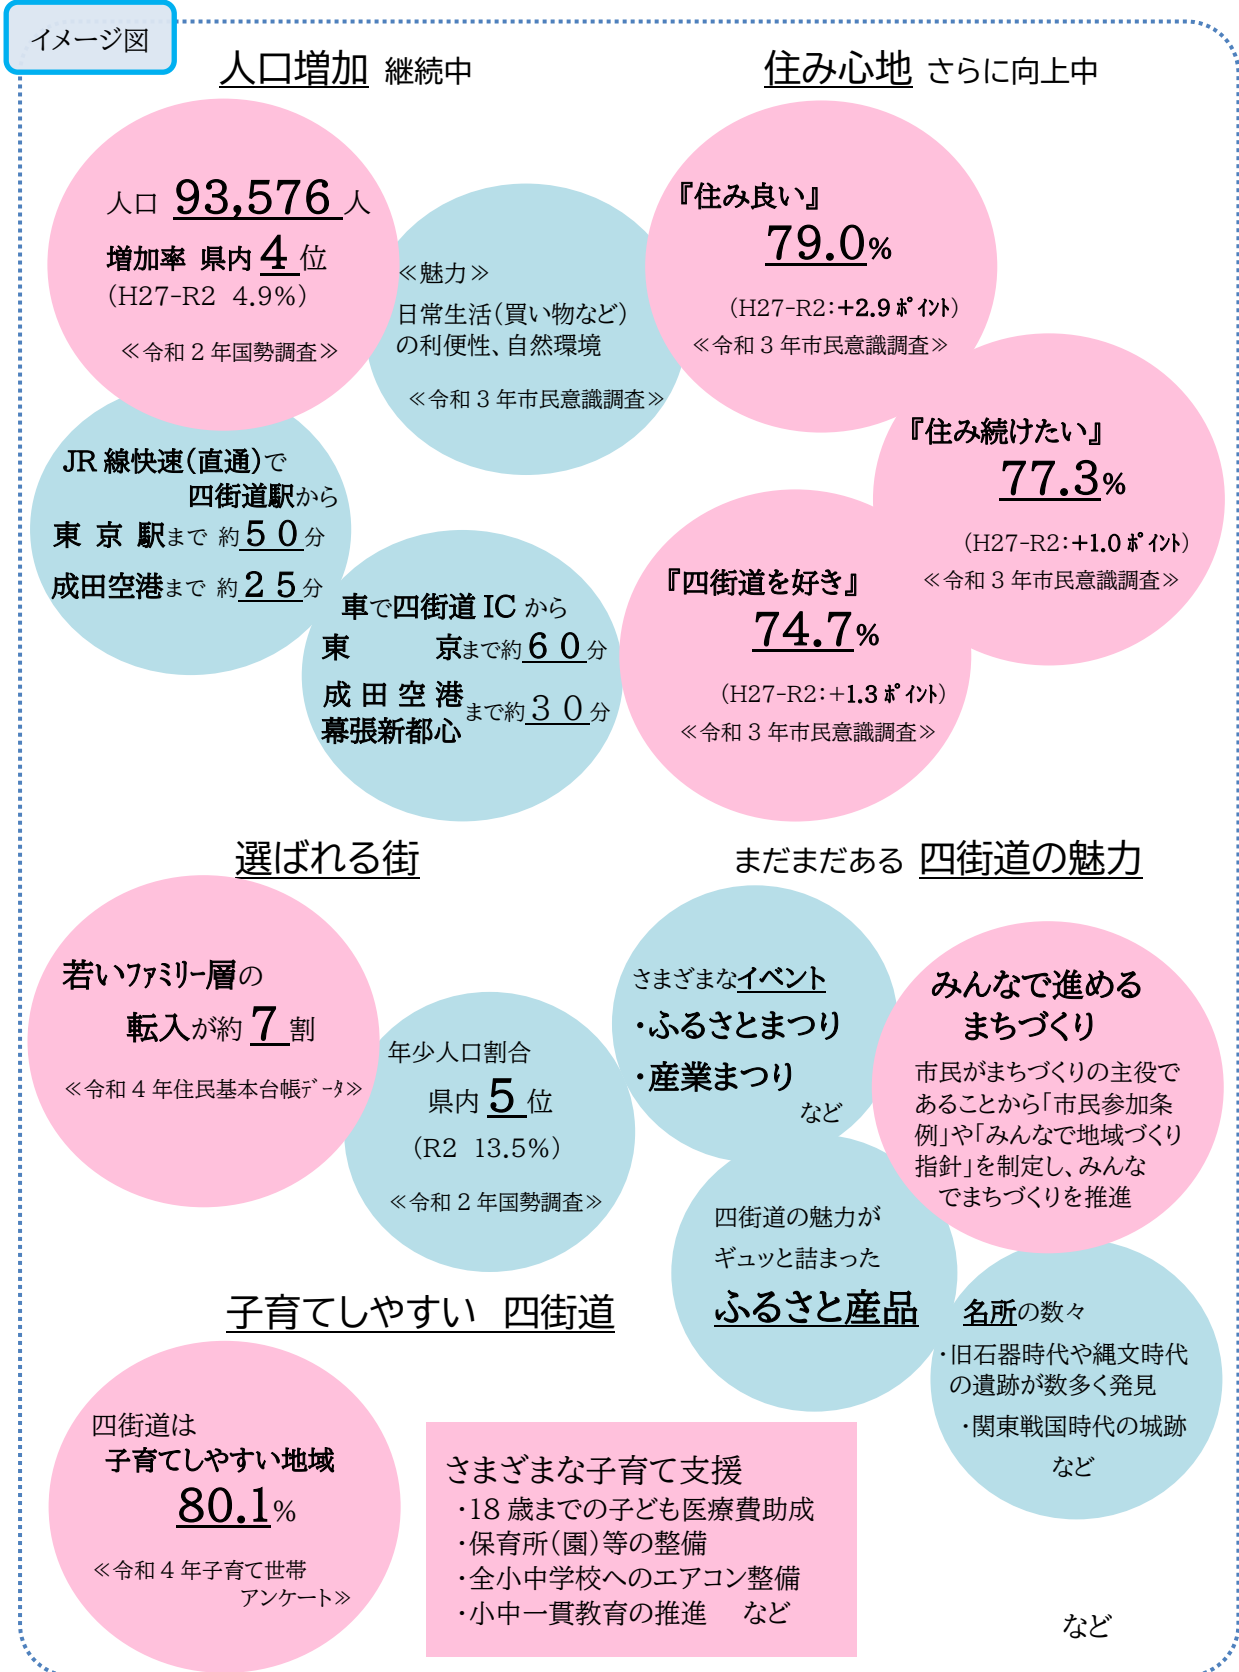 イメージ図
人口増加 継続中
人口 93,576 人
増加率 県内 4 位
(H27-R2 4.9%)
≪令和2年国勢調査≫
≪魅力≫
日常生活(買い物など)
の利便性、自然環境
≪令和3年市民意識調査≫
JR線快速(直通)で
四街道駅から
東京駅まで 約50分
成田空港まで 約25分
車で四街道ICから
東 京まで約60分
成田空港
幕張新都心
まで約30分
住み心地 さらに向上中
『住み良い』
79.0%
(H27-R2:+2.9ポイント)
≪令和3年市民意識調査≫
『住み続けたい』
77.3%
(H27-R2:+1.0ポイント)
≪令和3年市民意識調査≫
『四街道を好き』
74.7%
(H27-R2:+1.3ポイント)
≪令和3年市民意識調査≫
選ばれる街
若いファミリー層の
転入が約 7 割
≪令和4年住民基本台帳データ≫
年少人口割合
県内 5 位
(R2 13.5%)
≪令和2年国勢調査≫
まだまだある 四街道の魅力
さまざまなイベント
・ふるさとまつり
・産業まつり
など
みんなで進める
まちづくり
市民がまちづくりの主役で
あることから「市民参加条
例」や「みんなで地域づくり
指針」を制定し、みんな
でまちづくりを推進
四街道の魅力が
ギュッと詰まった
ふるさと産品
名所の数々
・旧石器時代や縄文時代
の遺跡が数多く発見
・関東戦国時代の城跡
など
子育てしやすい 四街道
四街道は
子育てしやすい地域
80.1%
≪令和4年子育て世帯
アンケート≫
さまざまな子育て支援
・18歳までの子ども医療費助成
・保育所(園)等の整備
・全小中学校へのエアコン整備
・小中一貫教育の推進 など
など